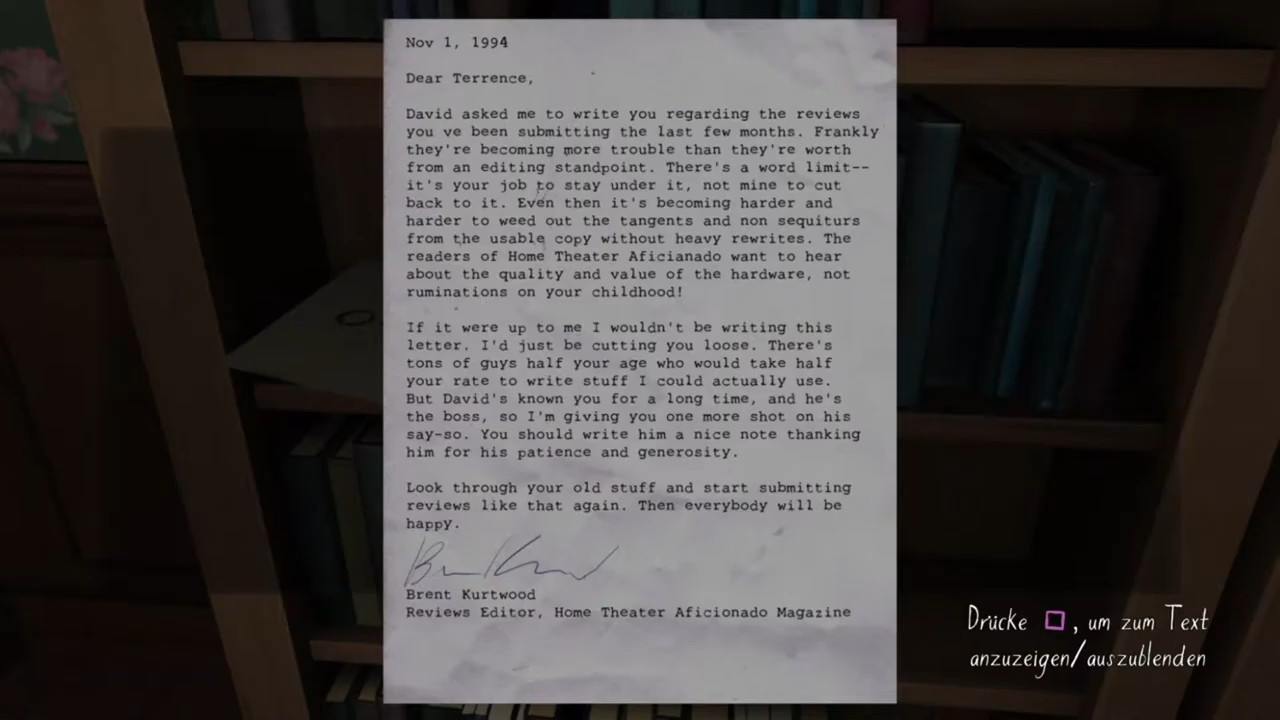 Nov 1, 1994
Dear Terrence,
David asked me to write you regarding the reviews
you ve been submitting the last few months. Frankly
they're becoming more trouble than they're worth
from an editing standpoint. There's a word limit--
it's your job to stay under it, not mine to cut
back to it. Even then it's becoming harder and
harder to weed out the tangents and non sequiturs
from the usable copy without heavy rewrites. The
readers of Home Theater Aficianado want to hear
about the quality and value of the hardware, not
ruminations on your childhood!
If it were up to me I wouldn't be writing this
letter. I'd just be cutting you loose. There's
tons of guys half your age who would take half
your rate to write stuff I could actually use.
But David's known you for a long time, and he's
the boss, so I'm giving you one more shot on his
say-so. You should write him a nice note thanking
him for his patience and generosity.
Look through your old stuff and start submitting
reviews like that again. Then everybody will be
happy.
Brent Kurtwood
Reviews Editor, Home Theater Aficionado Magazine
Drücke , um zum Text
anzuzeigen/auszublenden